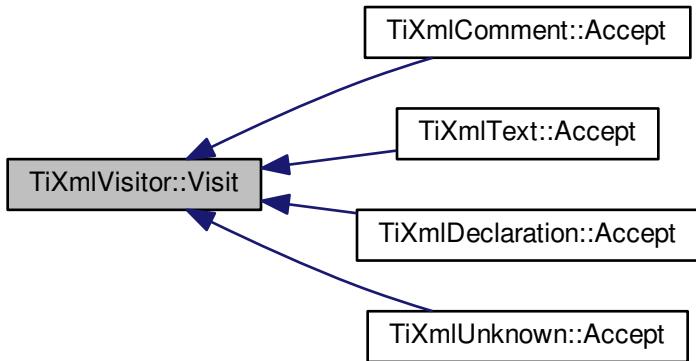 TiXmlComment::Accept
TiXmlText::Accept
TiXmlVisitor::Visit
TiXmlDeclaration::Accept
TiXmlUnknown::Accept